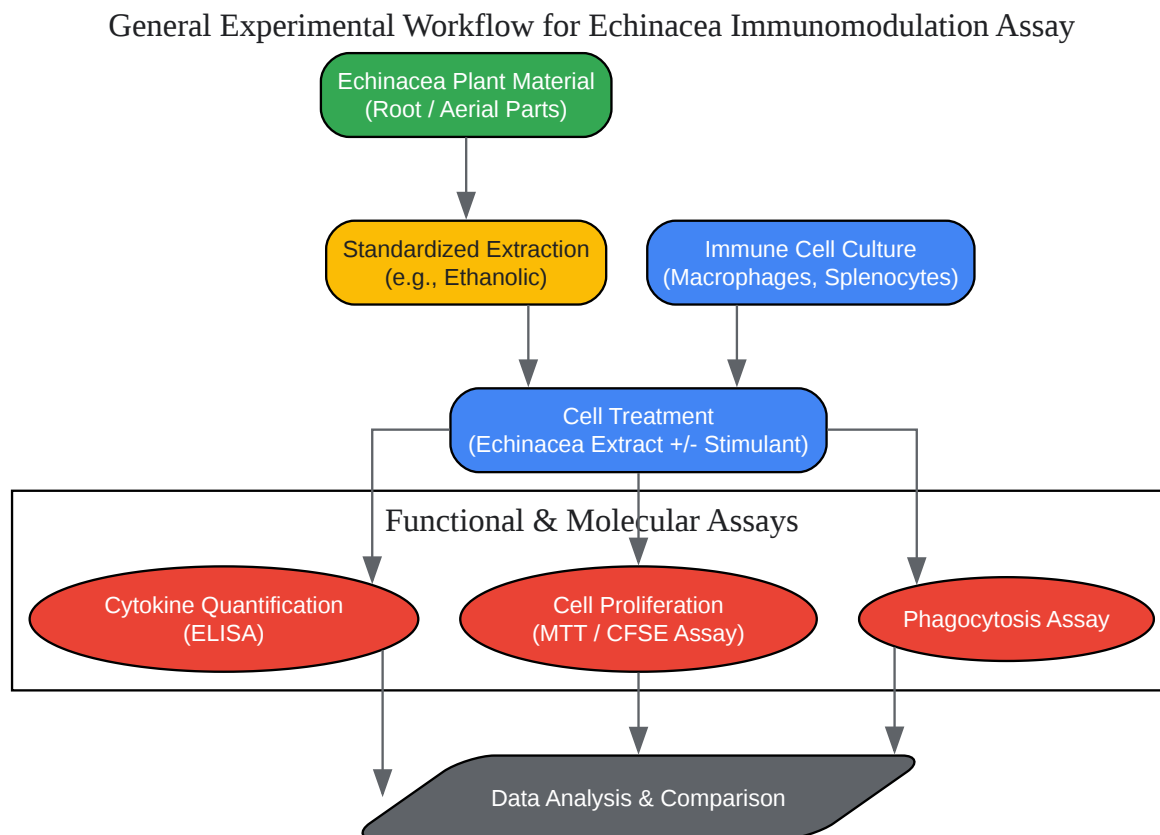 General Experimental Workflow for Echinacea Immunomodulation Assay
Echinacea Plant Material
(Root / Aerial Parts)
Standardized Extraction
(e.g., Ethanolic)
Immune Cell Culture
(Macrophages, Splenocytes)
Cell Treatment
(Echinacea Extract +/- Stimulant)
Functional & Molecular Assays
Cytokine Quantification
(ELISA)
Cell Proliferation
(MTT / CFSE Assay)
Phagocytosis Assay
Data Analysis & Comparison